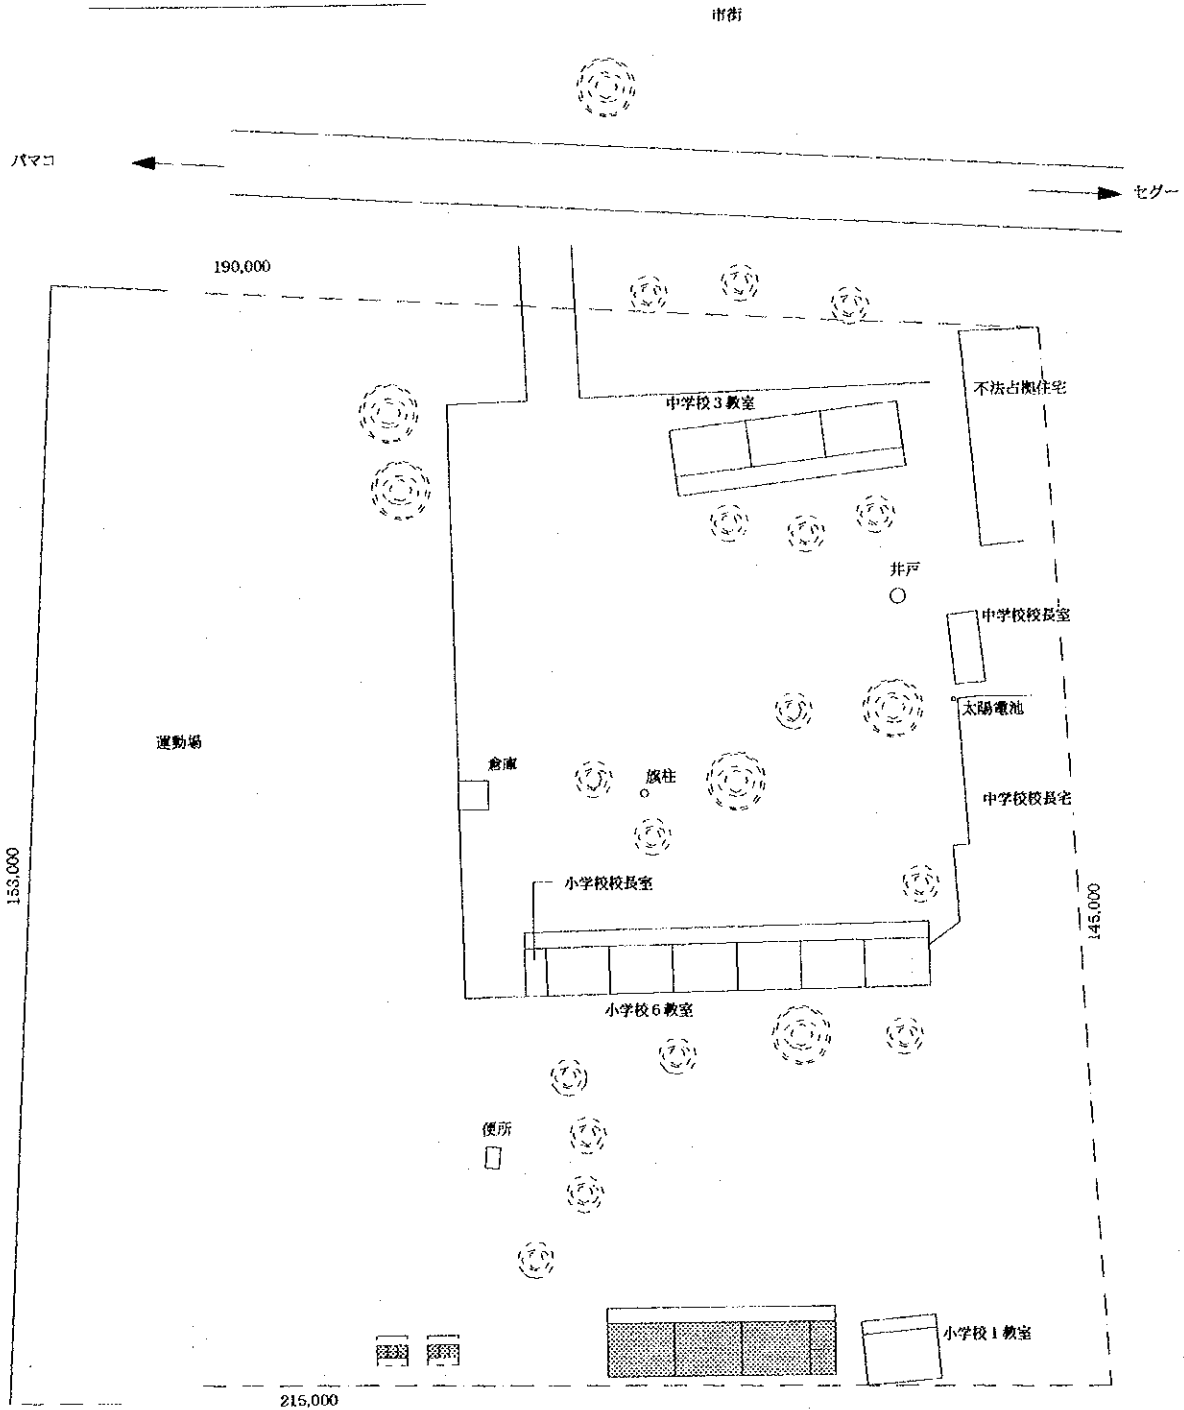 市街
バマコ
セグー
190,000
不法占拠住宅
中学校3教室
井戸
中学校校長室
太陽電池
運動場
倉庫
旗柱
中学校校長宅
153,000
小学校校長室
145,000
小学校6教室
便所
小学校1教室
215,000